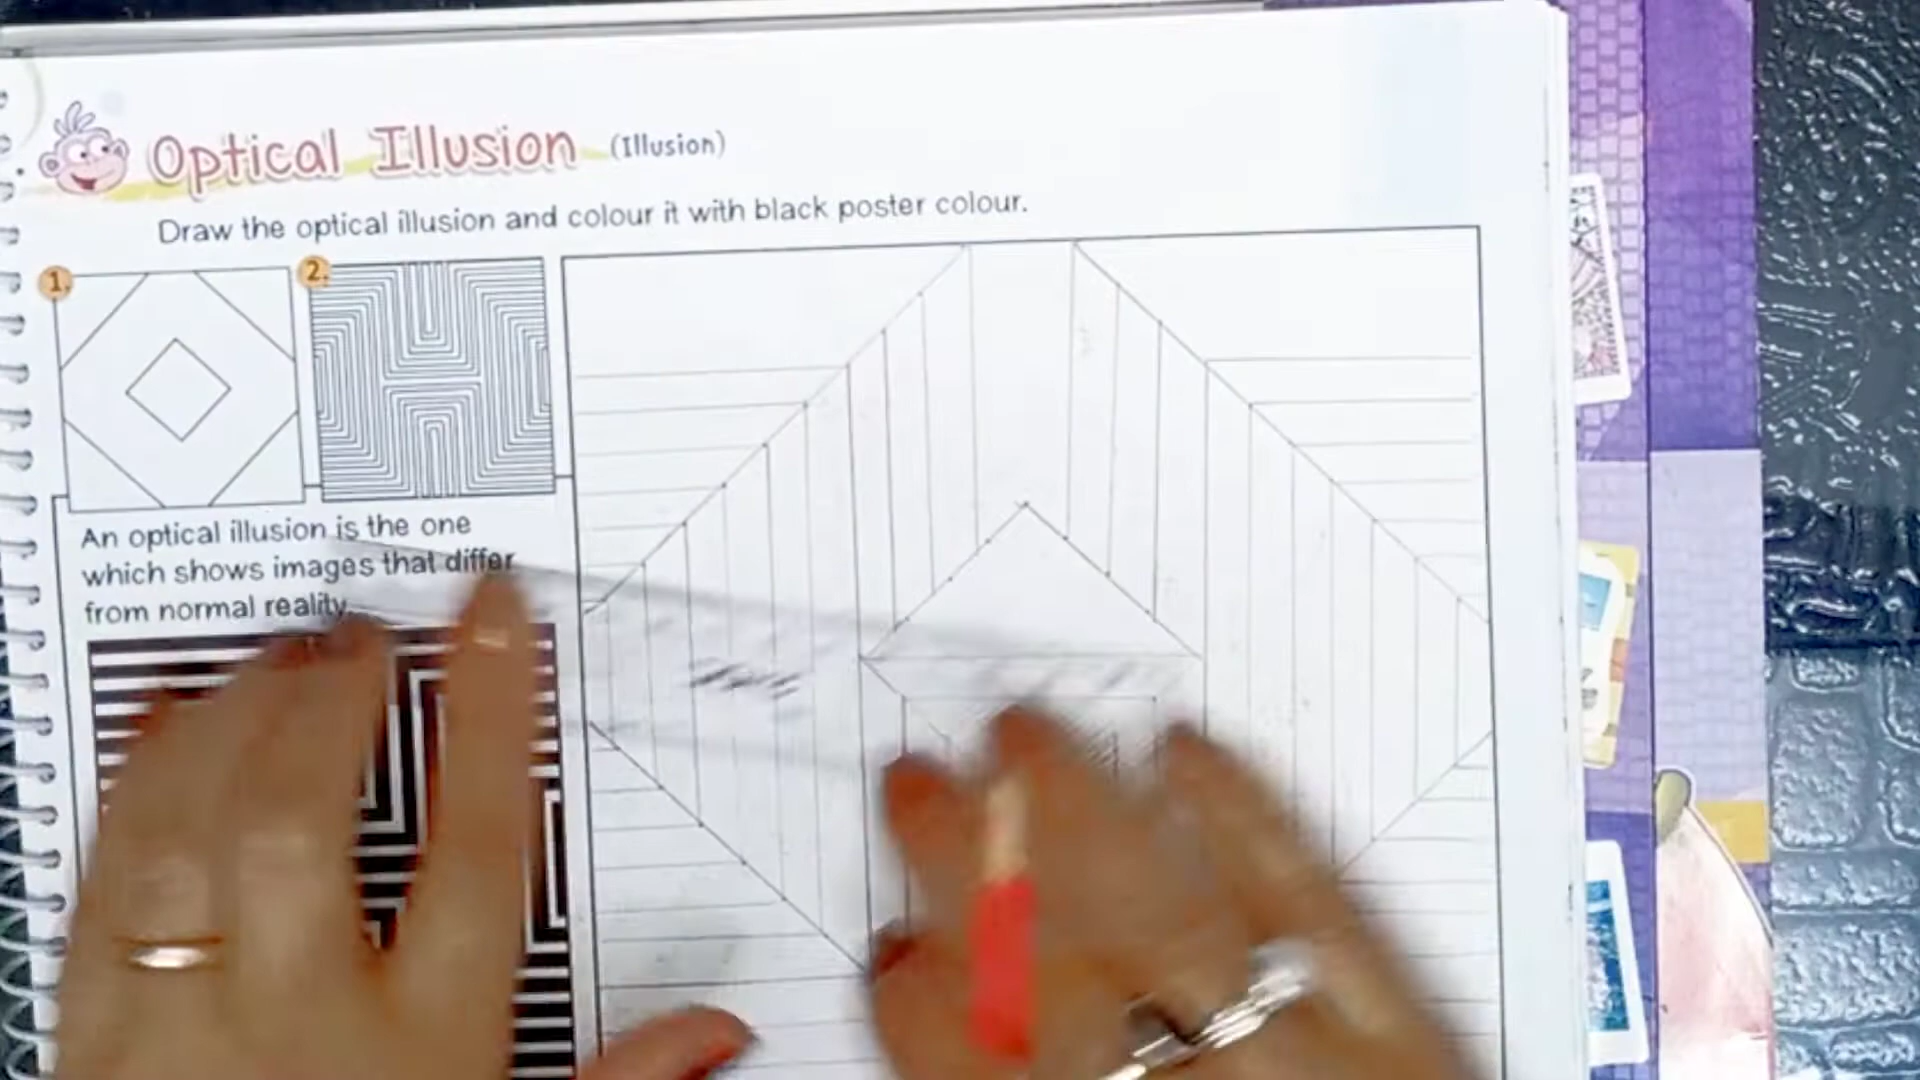 Optical Illusion (Illusion)
Draw the optical illusion and colour it with black poster colour.
1.
2.
An optical illusion is the one
which shows images that differ
from normal reality.